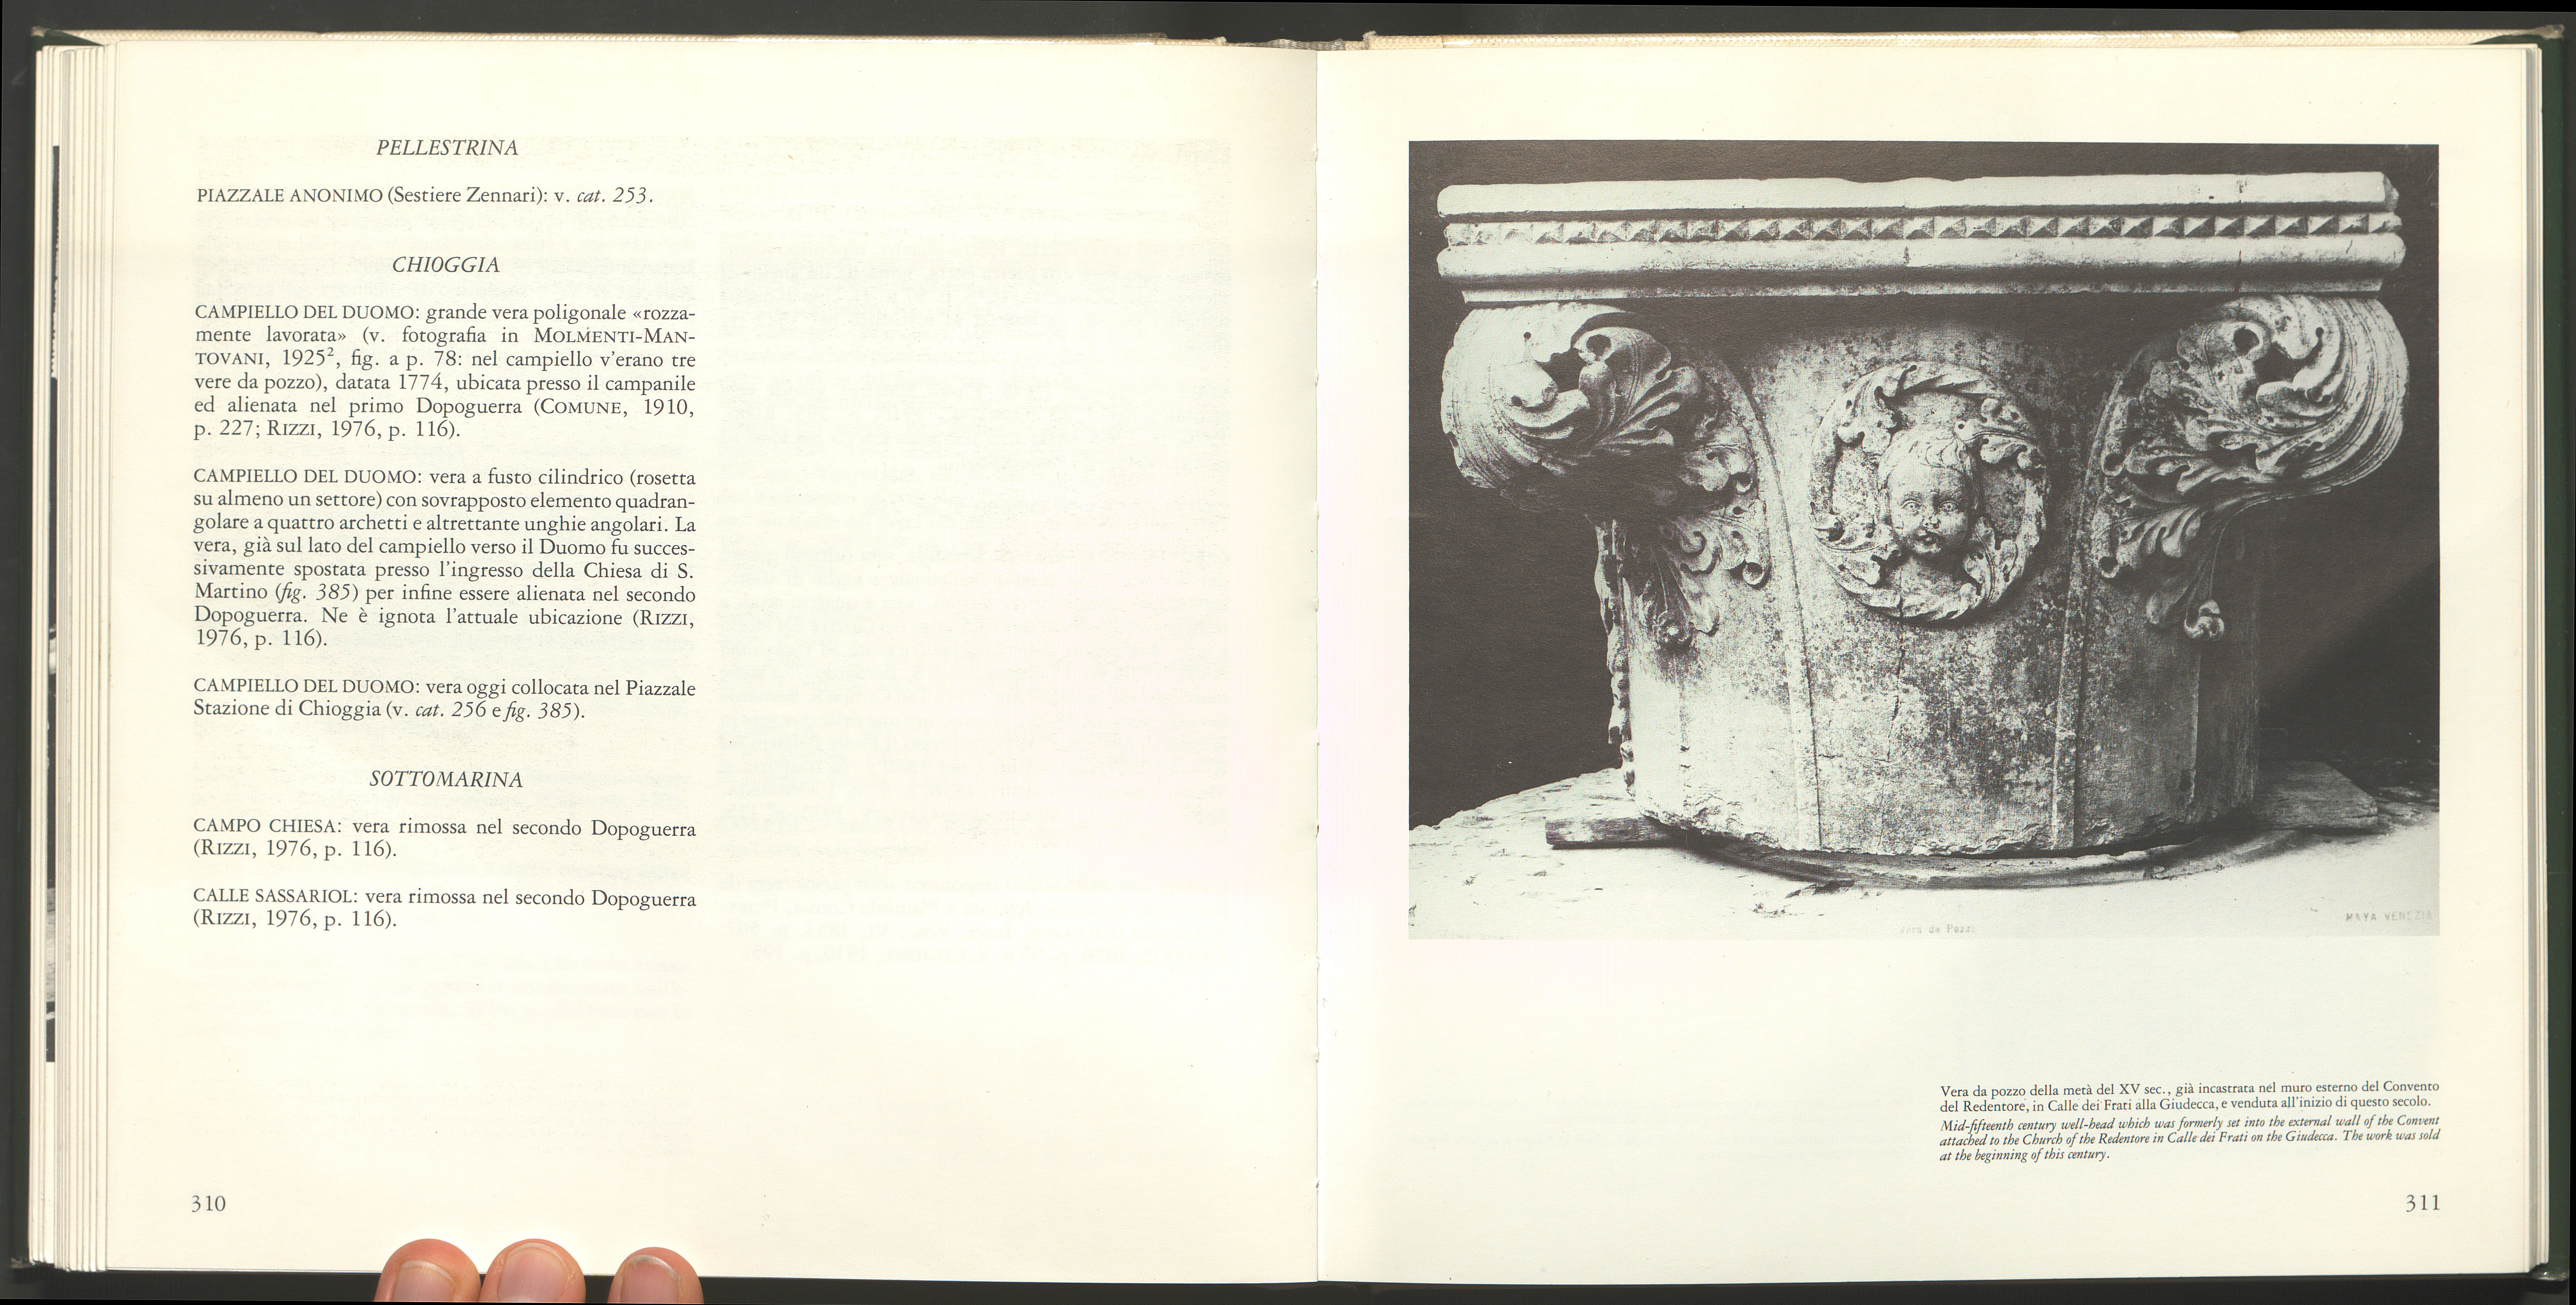 PELLESTRINA
PIAZZALE ANONIMO (Sestiere Zennari): v. cat. 253.
CHIOGGIA
CAMPIELLO DEL DUOMO: grande vera poligonale «rozza-
mente lavorata» (v. fotografia in MOLMENTI-MAN-
TOVANI, 1925², fig. a p. 78: nel campiello v'erano tre
vere da pozzo), datata 1774, ubicata presso il campanile
ed alienata nel primo Dopoguerra (COMUNE, 1910,
p. 227; RIZZI, 1976, p. 116).
CAMPIELLO DEL DUOMO: vera a fusto cilindrico (rosetta
su almeno un settore) con sovrapposto elemento quadran-
golare a quattro archetti e altrettante unghie angolari. La
vera, già sul lato del campiello verso il Duomo fu succes-
sivamente spostata presso l'ingresso della Chiesa di S.
Martino (fig. 385) per infine essere alienata nel secondo
Dopoguerra. Ne è ignota l'attuale ubicazione (RIZZI,
1976, p. 116).
CAMPIELLO DEL DUOMO: vera oggi collocata nel Piazzale
Stazione di Chioggia (v. cat. 256 e fig. 385).
SOTTOMARINA
CAMPO CHIESA: vera rimossa nel secondo Dopoguerra
(RIZZI, 1976, p. 116).
CALLE SASSARIOL: vera rimossa nel secondo Dopoguerra
(RIZZI, 1976, p. 116).
310
NAYA VENEZIA
Vera da Pozzo
Vera da pozzo della metà del XV sec., già incastrata nel muro esterno del Convento
del Redentore, in Calle dei Frati alla Giudecca, e venduta all'inizio di questo secolo.
Mid-fifteenth century well-head which was formerly set into the external wall of the Convent
attached to the Church of the Redentore in Calle dei Frati on the Giudecca. The work was sold
at the beginning of this century.
311